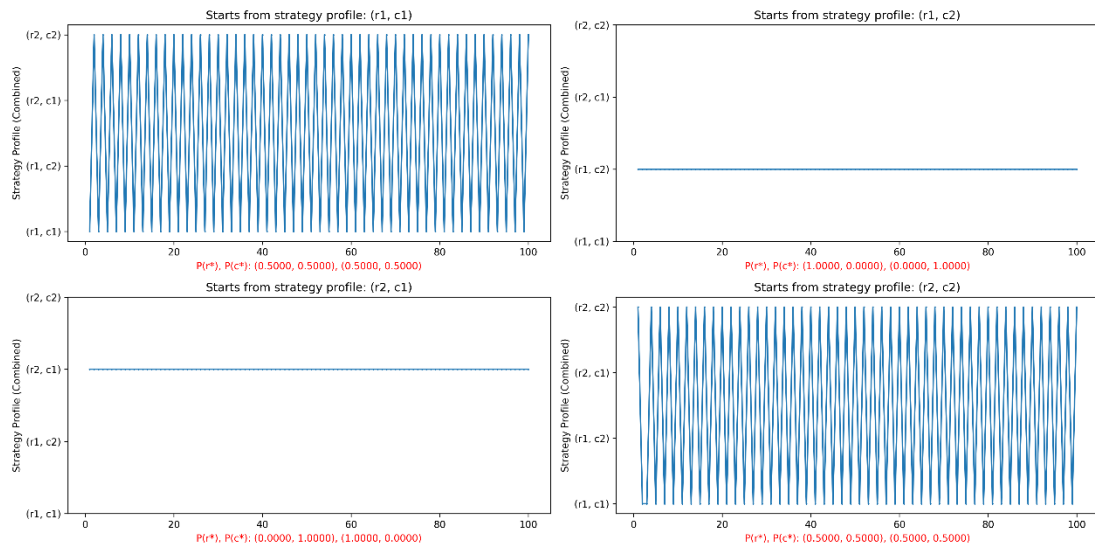 Starts from strategy profile: (r1, c1)
Strategy Profile (Combined)
(r2, c2)
(r2, c1)
(r1, c2)
(r1, c1)
0 20 40 60 80 100
P(r*), P(c*): (0.5000, 0.5000), (0.5000, 0.5000)
Starts from strategy profile: (r1, c2)
Strategy Profile (Combined)
(r2, c2)
(r2, c1)
(r1, c2)
(r1, c1)
0 20 40 60 80 100
P(r*), P(c*): (1.0000, 0.0000), (0.0000, 1.0000)
Starts from strategy profile: (r2, c1)
Strategy Profile (Combined)
(r2, c2)
(r2, c1)
(r1, c2)
(r1, c1)
0 20 40 60 80 100
P(r*), P(c*): (0.0000, 1.0000), (1.0000, 0.0000)
Starts from strategy profile: (r2, c2)
Strategy Profile (Combined)
(r2, c2)
(r2, c1)
(r1, c2)
(r1, c1)
0 20 40 60 80 100
P(r*), P(c*): (0.5000, 0.5000), (0.5000, 0.5000)